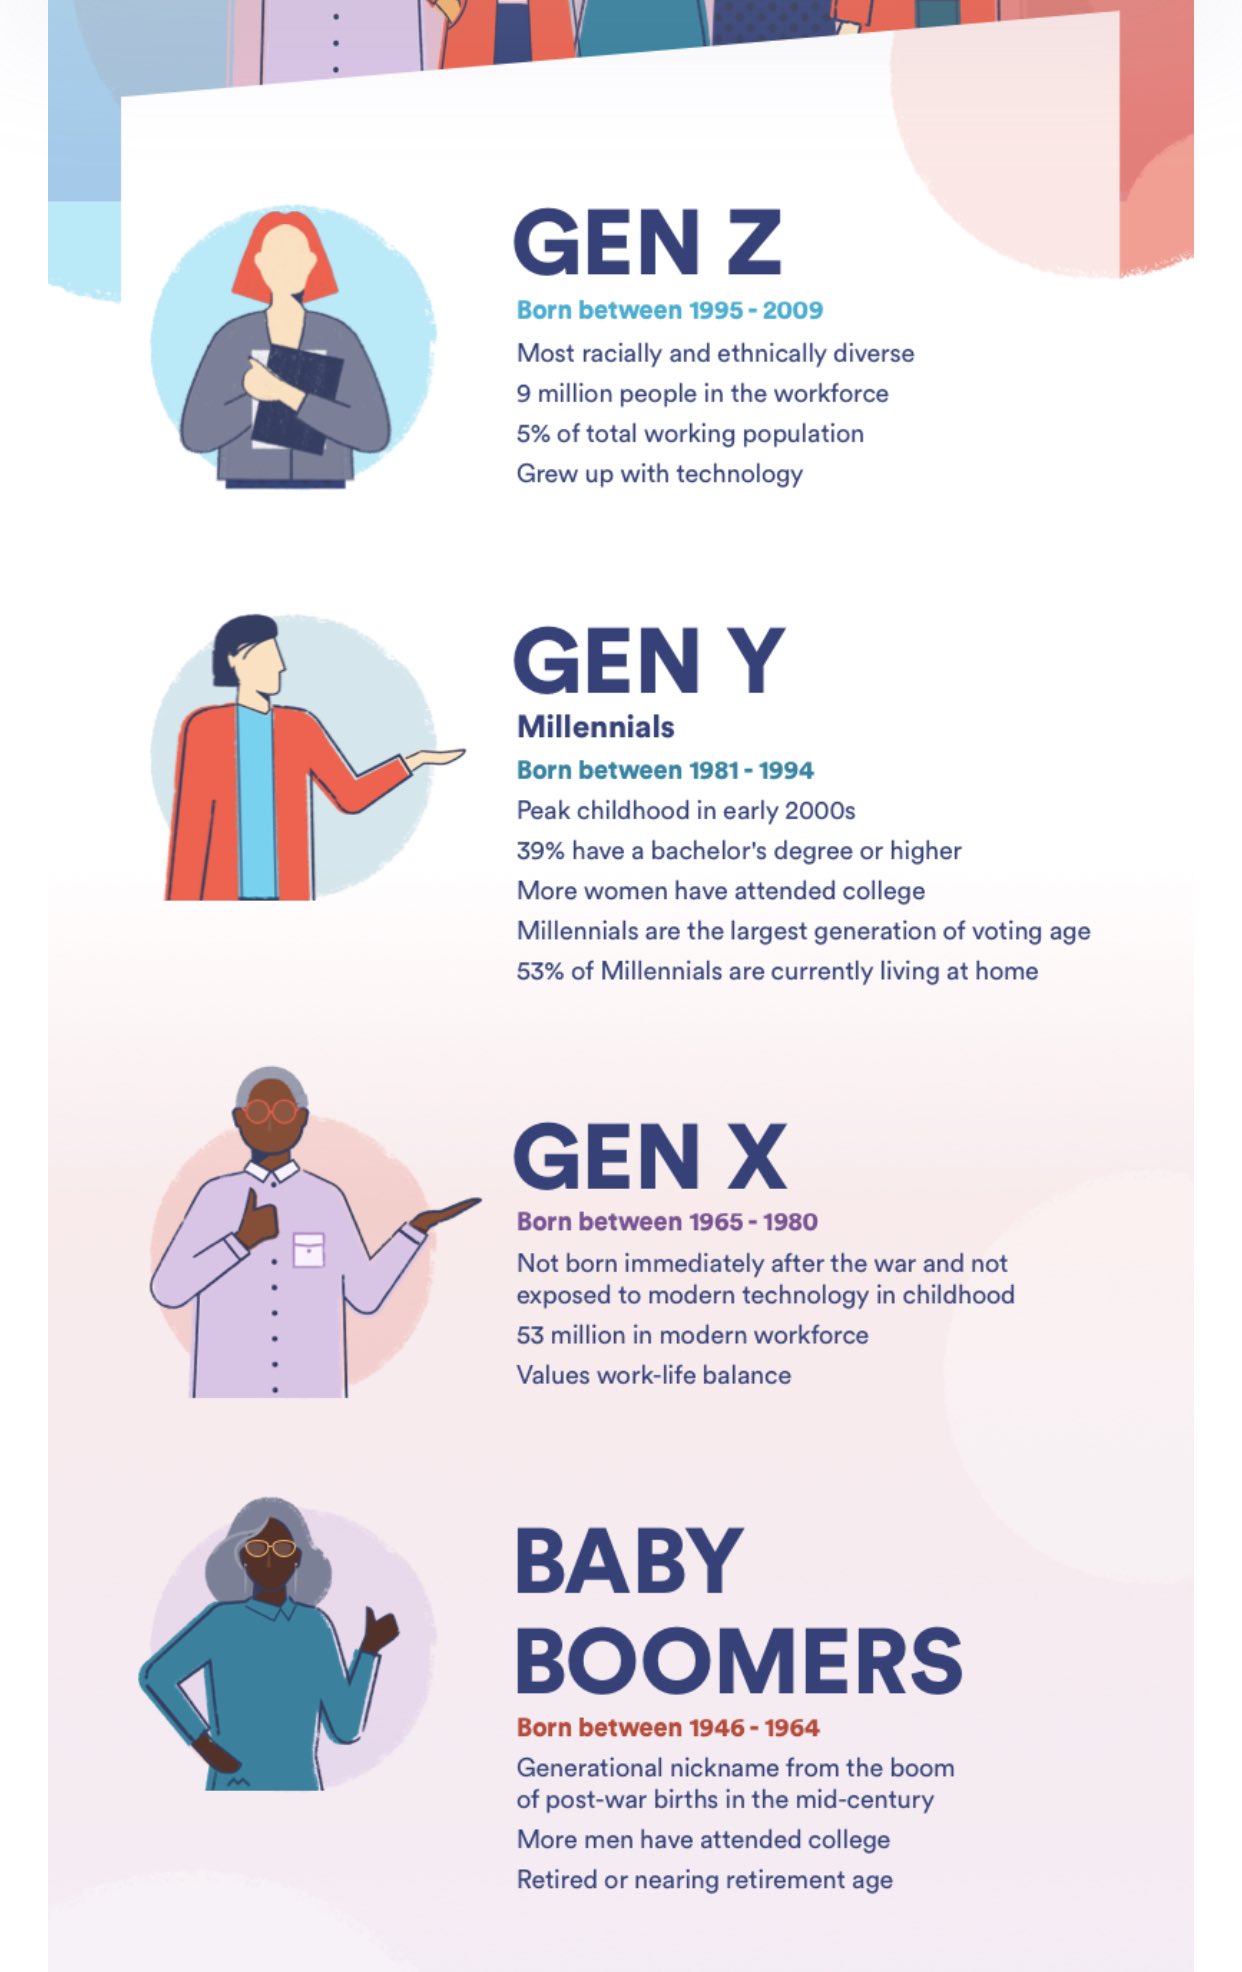 GEN Z
Born between 1995 - 2009
Most racially and ethnically diverse
9 million people in the workforce
5% of total working population
Grew up with technology
GEN Y
Millennials
Born between 1981 - 1994
Peak childhood in early 2000s
39% have a bachelor's degree or higher
More women have attended college
Millennials are the largest generation of voting age
53% of Millennials are currently living at home
GEN X
Born between 1965 - 1980
Not born immediately after the war and not
exposed to modern technology in childhood
53 million in modern workforce
Values work-life balance
BABY
BOOMERS
Born between 1946 - 1964
Generational nickname from the boom
of post-war births in the mid-century
More men have attended college
Retired or nearing retirement age